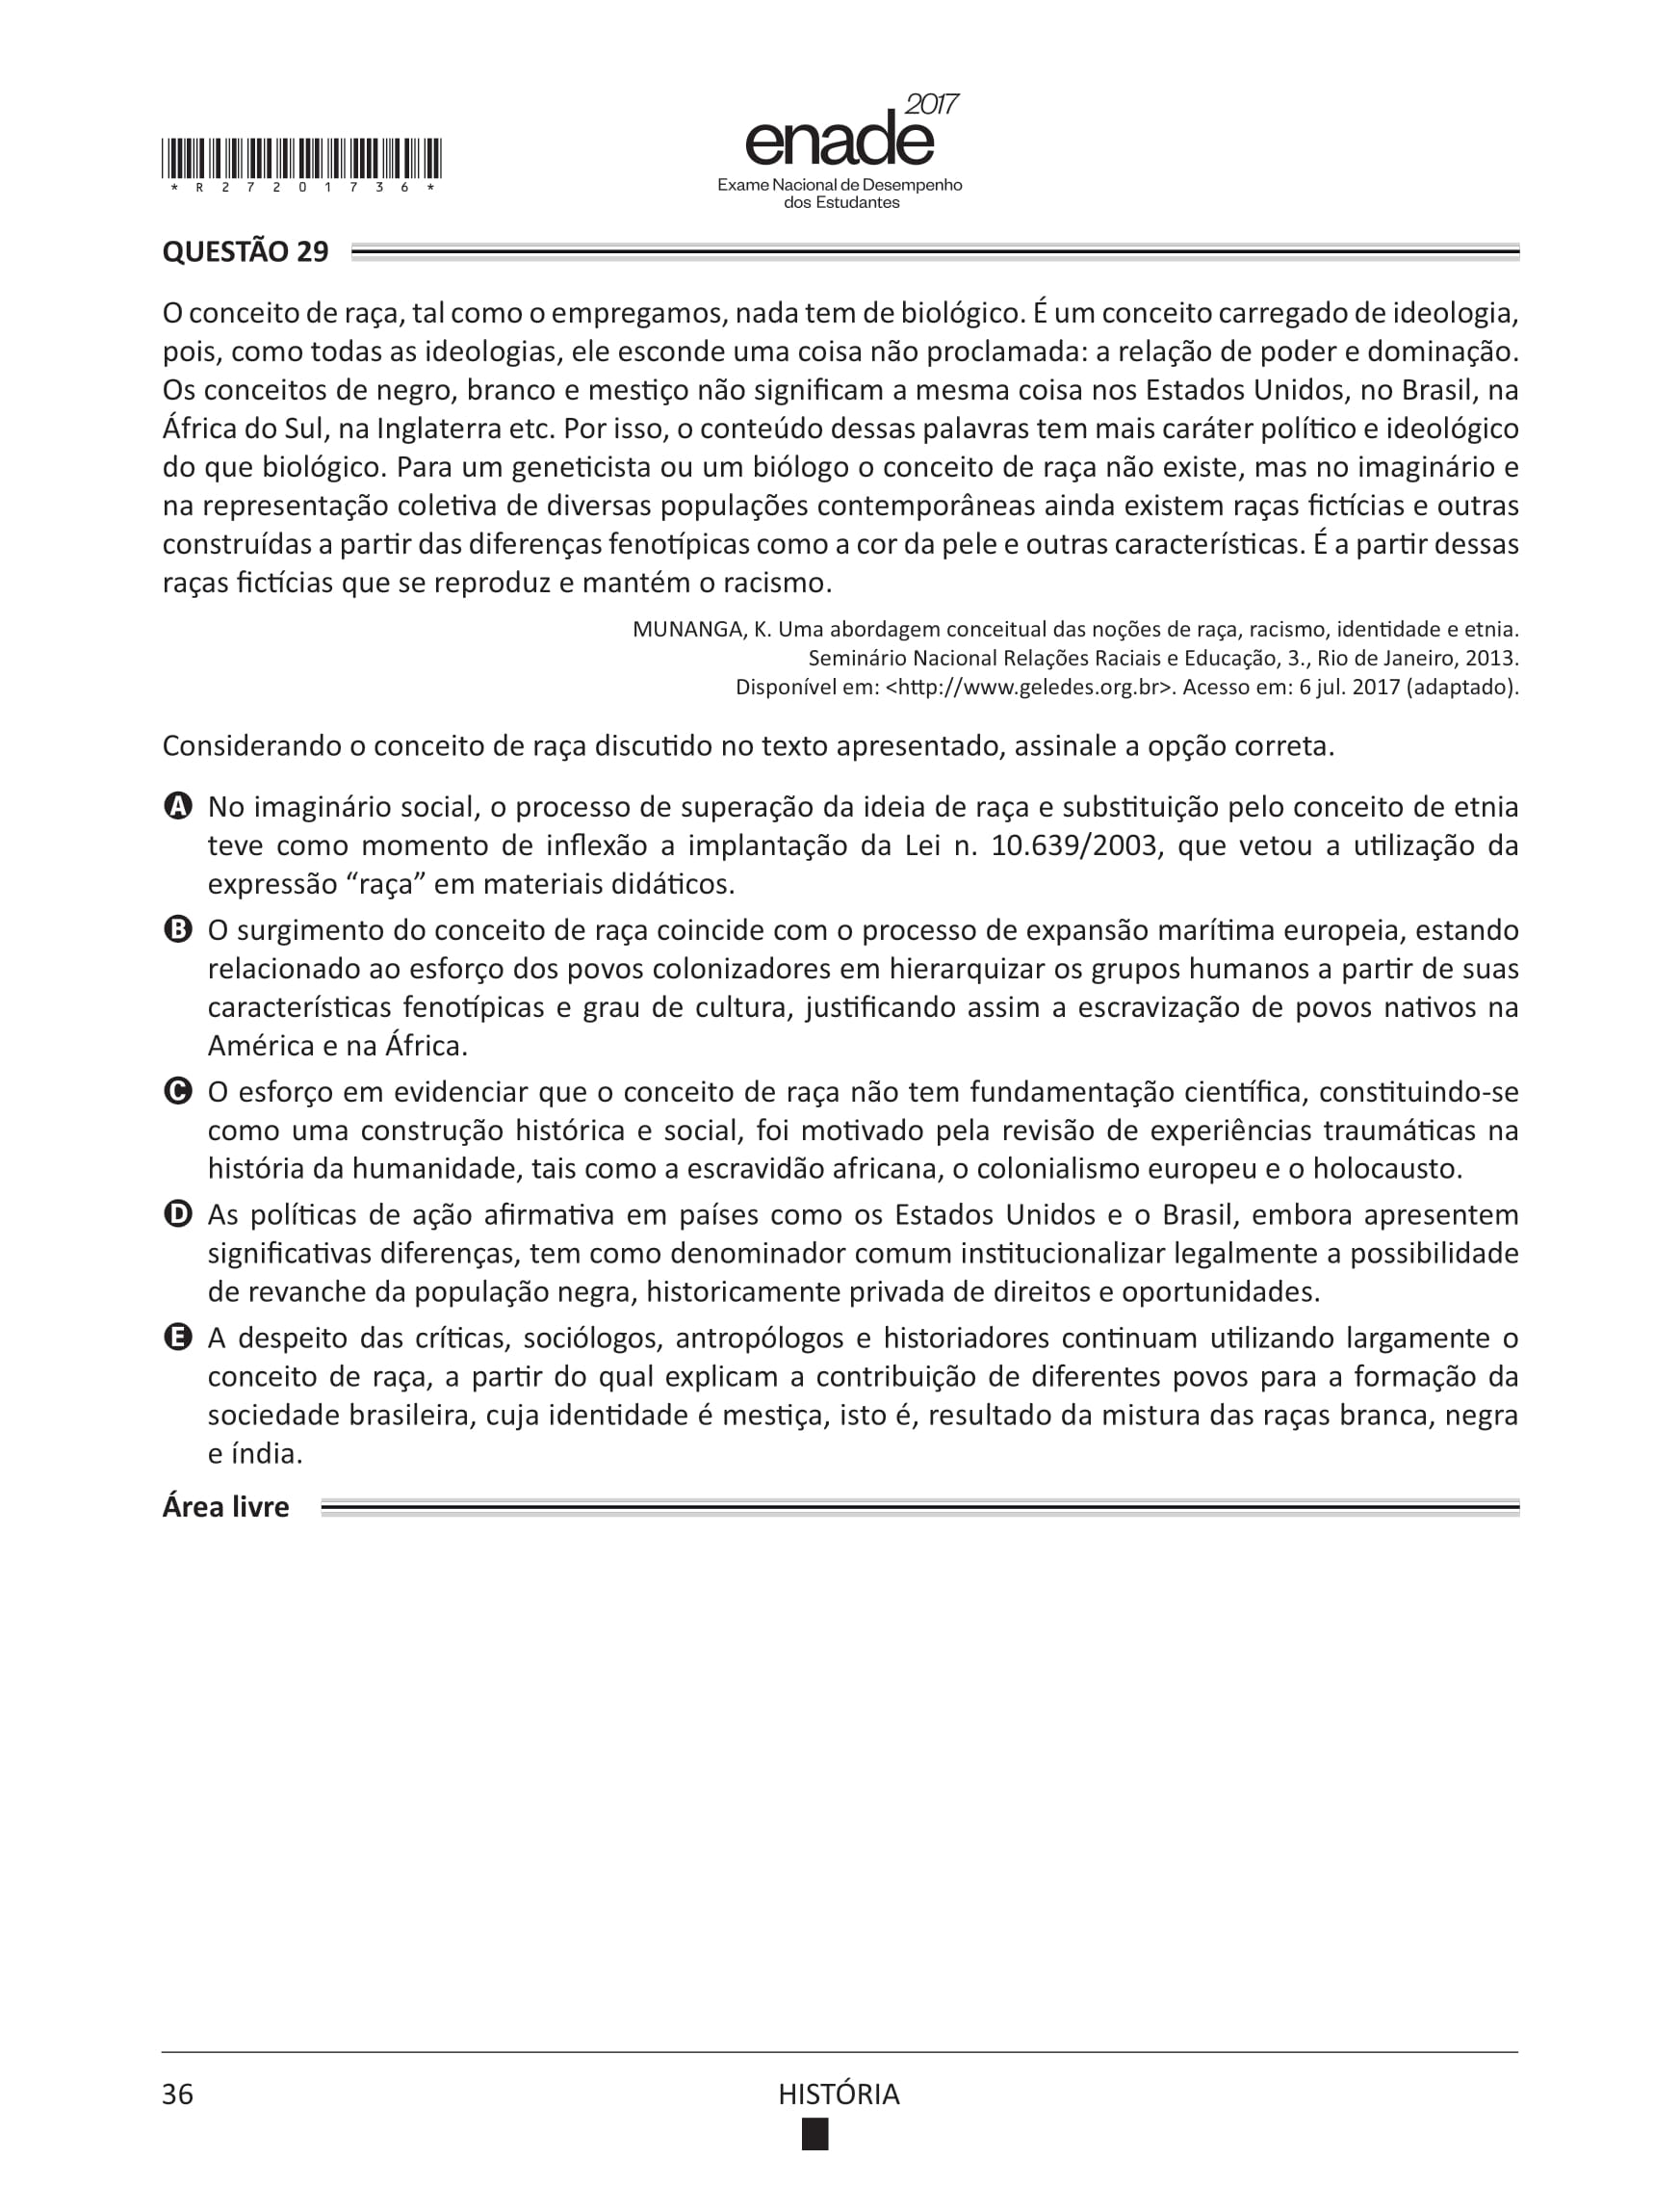 2017
enade
Exame Nacional de Desempenho
dos Estudantes
* R 2 7 2 0 1 7 3 6 *
QUESTÃO 29
O conceito de raça, tal como o empregamos, nada tem de biológico. É um conceito carregado de ideologia,
pois, como todas as ideologias, ele esconde uma coisa não proclamada: a relação de poder e dominação.
Os conceitos de negro, branco e mestiço não significam a mesma coisa nos Estados Unidos, no Brasil, na
África do Sul, na Inglaterra etc. Por isso, o conteúdo dessas palavras tem mais caráter político e ideológico
do que biológico. Para um geneticista ou um biólogo o conceito de raça não existe, mas no imaginário e
na representação coletiva de diversas populações contemporâneas ainda existem raças fictícias e outras
construídas a partir das diferenças fenotípicas como a cor da pele e outras características. É a partir dessas
raças fictícias que se reproduz e mantém o racismo.
MUNANGA, K. Uma abordagem conceitual das noções de raça, racismo, identidade e etnia.
Seminário Nacional Relações Raciais e Educação, 3., Rio de Janeiro, 2013.
Disponível em: <http://www.geledes.org.br>. Acesso em: 6 jul. 2017 (adaptado).
Considerando o conceito de raça discutido no texto apresentado, assinale a opção correta.
A No imaginário social, o processo de superação da ideia de raça e substituição pelo conceito de etnia
teve como momento de inflexão a implantação da Lei n. 10.639/2003, que vetou a utilização da
expressão “raça” em materiais didáticos.
B O surgimento do conceito de raça coincide com o processo de expansão marítima europeia, estando
relacionado ao esforço dos povos colonizadores em hierarquizar os grupos humanos a partir de suas
características fenotípicas e grau de cultura, justificando assim a escravização de povos nativos na
América e na África.
C O esforço em evidenciar que o conceito de raça não tem fundamentação científica, constituindo-se
como uma construção histórica e social, foi motivado pela revisão de experiências traumáticas na
história da humanidade, tais como a escravidão africana, o colonialismo europeu e o holocausto.
D As políticas de ação afirmativa em países como os Estados Unidos e o Brasil, embora apresentem
significativas diferenças, tem como denominador comum institucionalizar legalmente a possibilidade
de revanche da população negra, historicamente privada de direitos e oportunidades.
E A despeito das críticas, sociólogos, antropólogos e historiadores continuam utilizando largamente o
conceito de raça, a partir do qual explicam a contribuição de diferentes povos para a formação da
sociedade brasileira, cuja identidade é mestiça, isto é, resultado da mistura das raças branca, negra
e índia.
Área livre
36
HISTÓRIA